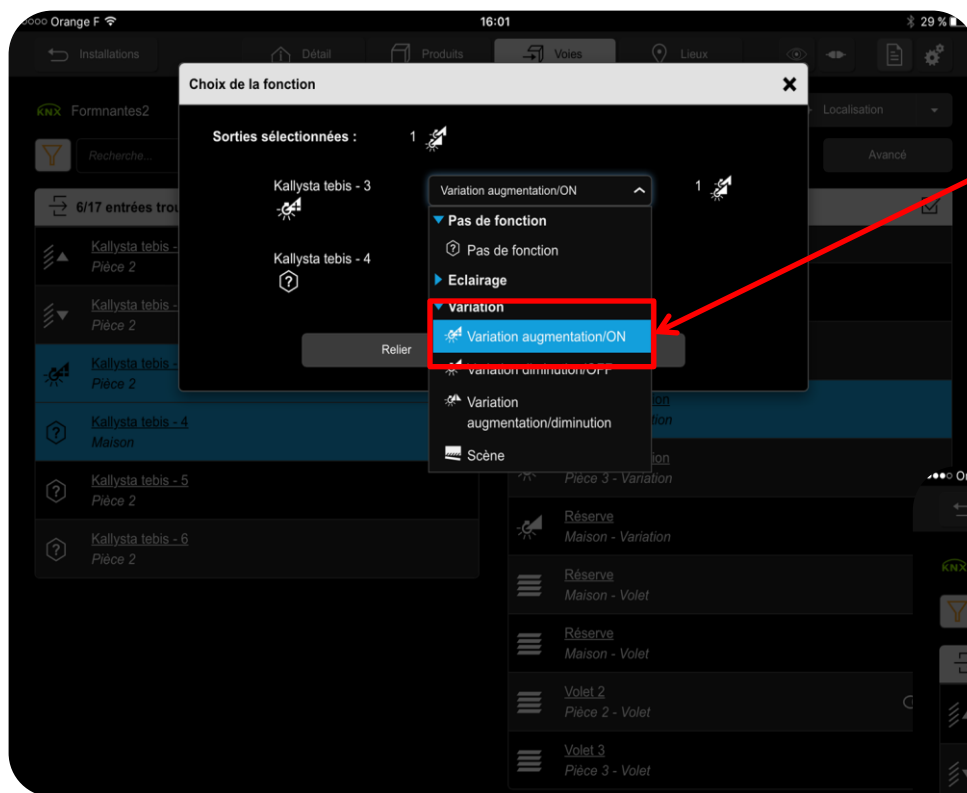 Orange F
16:01
29 %
Installations
Détail
Produits
Voies
Lieux
Choix de la fonction
KNX Formnantes2
Localisation
Sorties sélectionnées :
1
Recherche...
Avancé
Kallysta tebis - 3
Variation augmentation/ON
1
6/17 entrées
Pas de fonction
Pas de fonction
Kallysta tebis -
Pièce 2
Kallysta tebis - 4
Eclairage
Kallysta tebis -
Pièce 2
Variation
Variation augmentation/ON
Relier
Kallysta tebis -
Pièce 2
Variation diminution/OFF
Variation
augmentation/diminution
Kallysta tebis - 4
Maison
Scène
Kallysta tebis - 5
Pièce 2
Pièce 3 - Variation
Réserve
Maison - Variation
Kallysta tebis - 6
Pièce 2
KNX
Réserve
Maison - Volet
Réserve
Maison - Volet
Volet 2
Pièce 2 - Volet
Volet 3
Pièce 3 - Volet